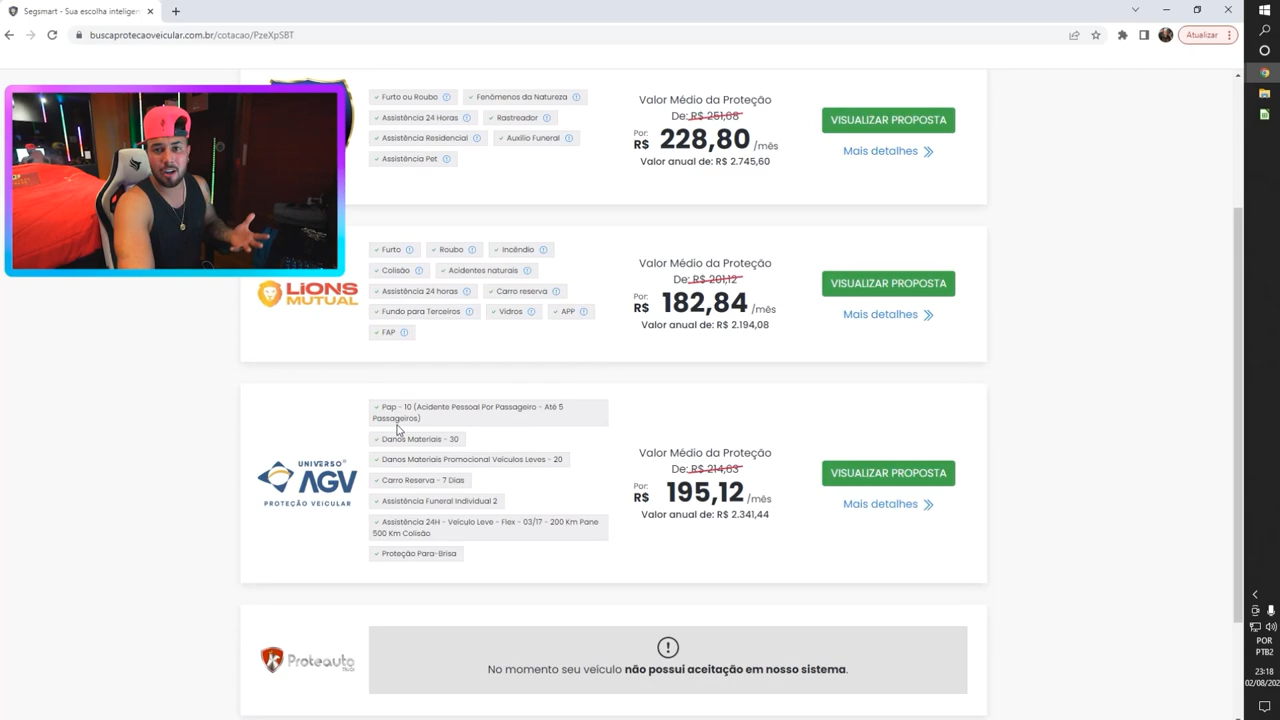 Segsmart - Sua escolha inteligen
Atualizar
buscaprotecaoveicular.com.br/cotacao/PzeXpSBT
Furto ou Roubo
Fenômenos da Natureza
Assistência 24 Horas
Rastreador
Assistência Residencial
Auxílio Funeral
Assistência Pet
Valor Médio da Proteção
De: R$ 251,68
Por:
R$ 228,80 /mês
Valor anual de: R$ 2.745,60
VISUALIZAR PROPOSTA
Mais detalhes
LIONS
MUTUAL
Furto
Roubo
Incêndio
Colisão
Acidentes naturais
Assistência 24 horas
Carro reserva
Fundo para Terceiros
Vidros
APP
FAP
Valor Médio da Proteção
De: R$ 201,12
Por:
R$ 182,84 /mês
Valor anual de: R$ 2.194,08
VISUALIZAR PROPOSTA
Mais detalhes
UNIVERSO
AGV
PROTEÇÃO VEICULAR
Pap - 10 (Acidente Pessoal Por Passageiro - Até 5
Passageiros)
Danos Materiais - 30
Danos Materiais Promocional Veículos Leves - 20
Carro Reserva - 7 Dias
Assistência Funeral Individual 2
Assistência 24H - Veículo Leve - Flex - 03/17 - 200 Km Pane
500 Km Colisão
Proteção Para-Brisa
Valor Médio da Proteção
De: R$ 214,63
Por:
R$ 195,12 /mês
Valor anual de: R$ 2.341,44
VISUALIZAR PROPOSTA
Mais detalhes
Proteauto
No momento seu veículo não possui aceitação em nosso sistema.
POR
PTB2
23:18
02/08/202